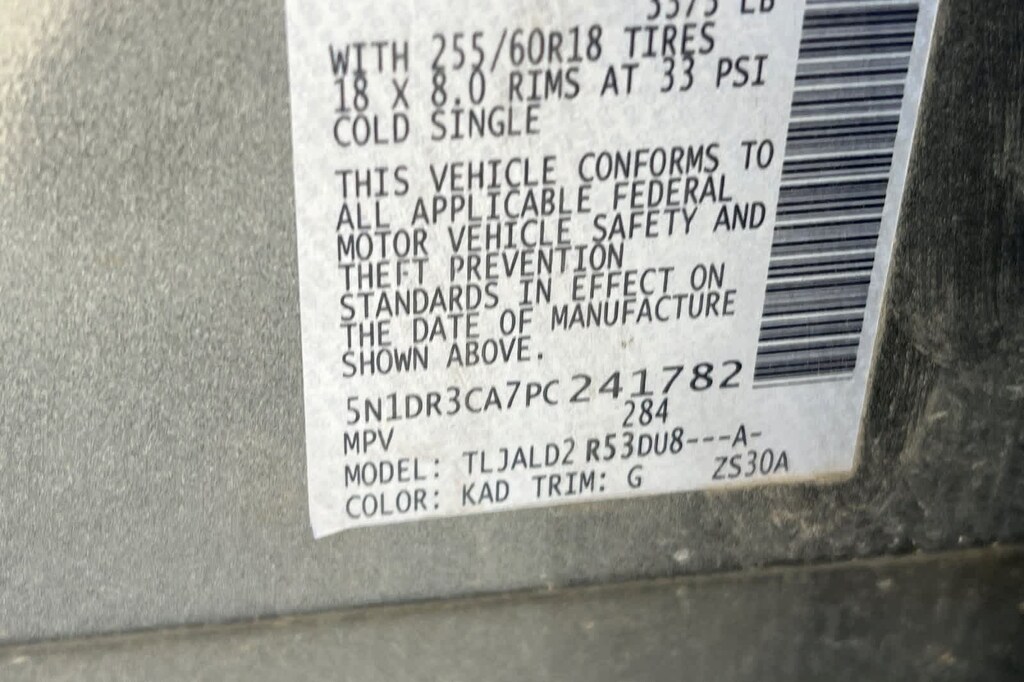 WITH 255/60R18 TIRES
18 X 8.0 RIMS AT 33 PSI
COLD SINGLE
THIS VEHICLE CONFORMS TO
ALL APPLICABLE FEDERAL
MOTOR VEHICLE SAFETY AND
THEFT PREVENTION
STANDARDS IN EFFECT ON
THE DATE OF MANUFACTURE
SHOWN ABOVE.
5N1DR3CA7PC241782
MPV 284
MODEL: TLJALD2 R53DU8---A-
COLOR: KAD TRIM: G ZS30A